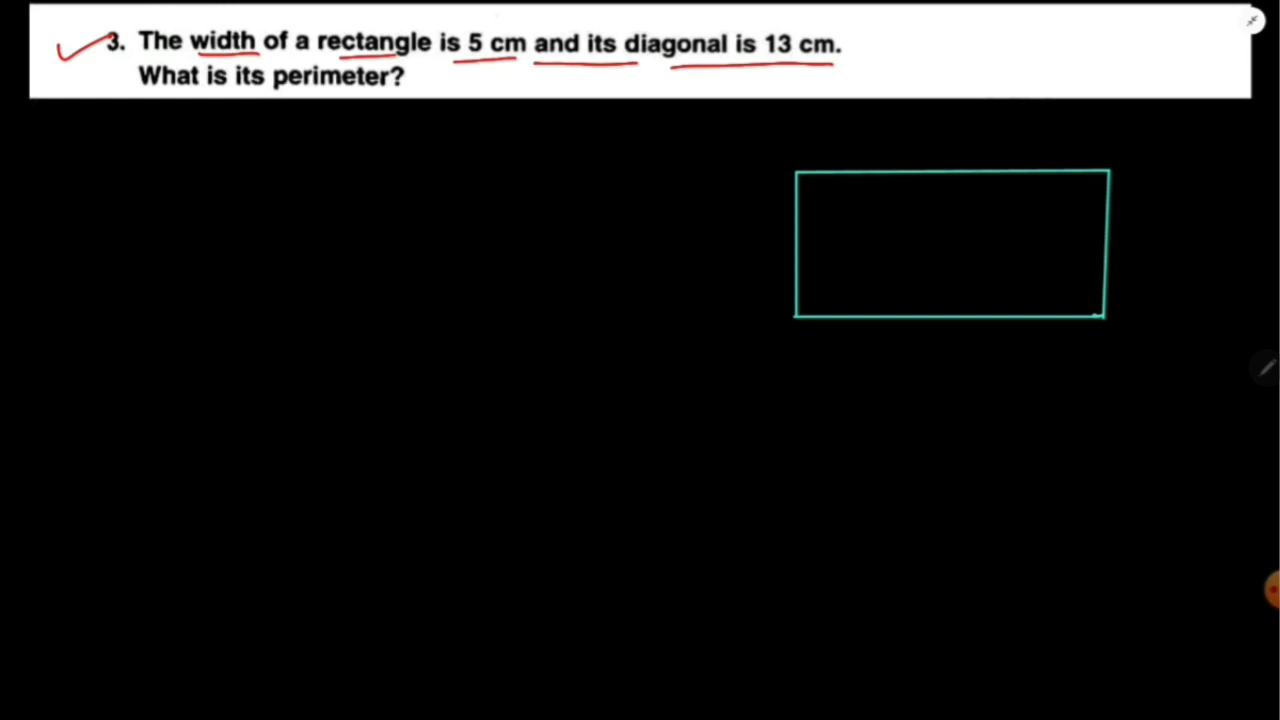 3. The width of a rectangle is 5 cm and its diagonal is 13 cm.
What is its perimeter?